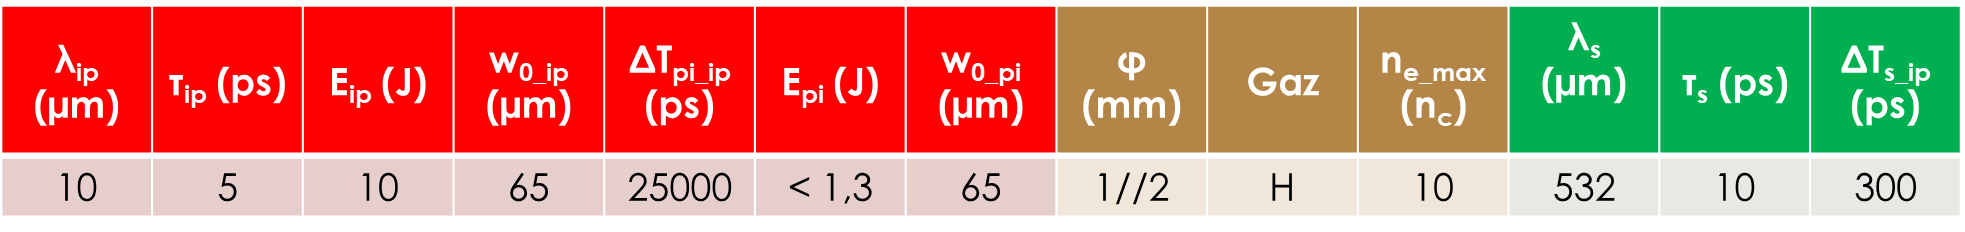 λip (µm) τip (ps) Eip (J) w0_ip (µm) ΔTpi_ip (ps) Epi (J) w0_pi (µm) φ (mm) Gaz ne_max (nc) λs (µm) τs (ps) ΔTs_ip (ps)
10 5 10 65 25000 < 1,3 65 1//2 H 10 532 10 300